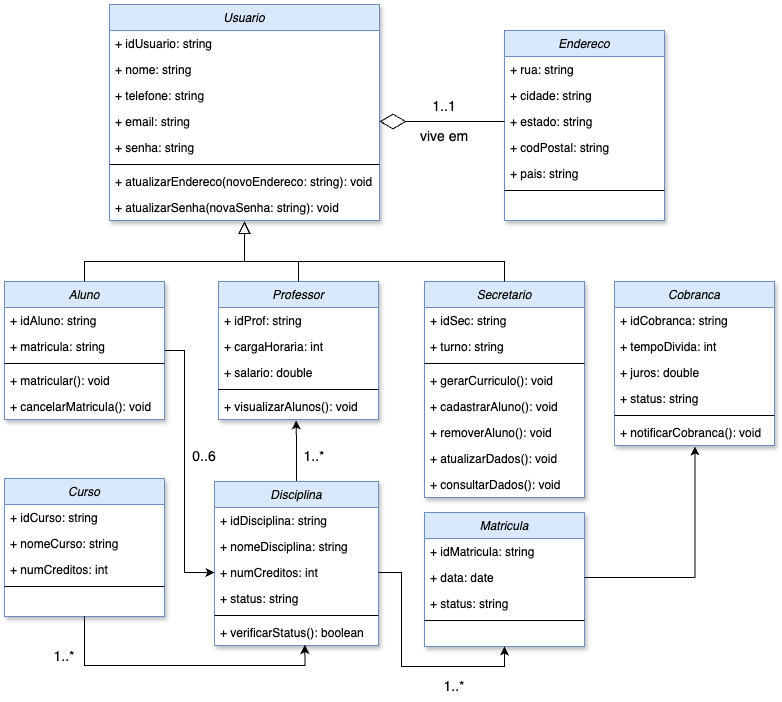 Usuario
+ idUsuario: string
+ nome: string
+ telefone: string
+ email: string
+ senha: string
+ atualizarEndereco(novoEndereco: string): void
+ atualizarSenha(novaSenha: string): void
1..1
vive em
Endereco
+ rua: string
+ cidade: string
+ estado: string
+ codPostal: string
+ pais: string
Aluno
+ idAluno: string
+ matricula: string
+ matricular(): void
+ cancelarMatricula(): void
Professor
+ idProf: string
+ cargaHoraria: int
+ salario: double
+ visualizarAlunos(): void
Secretario
+ idSec: string
+ turno: string
+ gerarCurriculo(): void
+ cadastrarAluno(): void
+ removerAluno(): void
+ atualizarDados(): void
+ consultarDados(): void
Cobranca
+ idCobranca: string
+ tempoDivida: int
+ juros: double
+ status: string
+ notificarCobranca(): void
0..6
1..*
Curso
+ idCurso: string
+ nomeCurso: string
+ numCreditos: int
Disciplina
+ idDisciplina: string
+ nomeDisciplina: string
+ numCreditos: int
+ status: string
+ verificarStatus(): boolean
Matricula
+ idMatricula: string
+ data: date
+ status: string
1..*
1..*